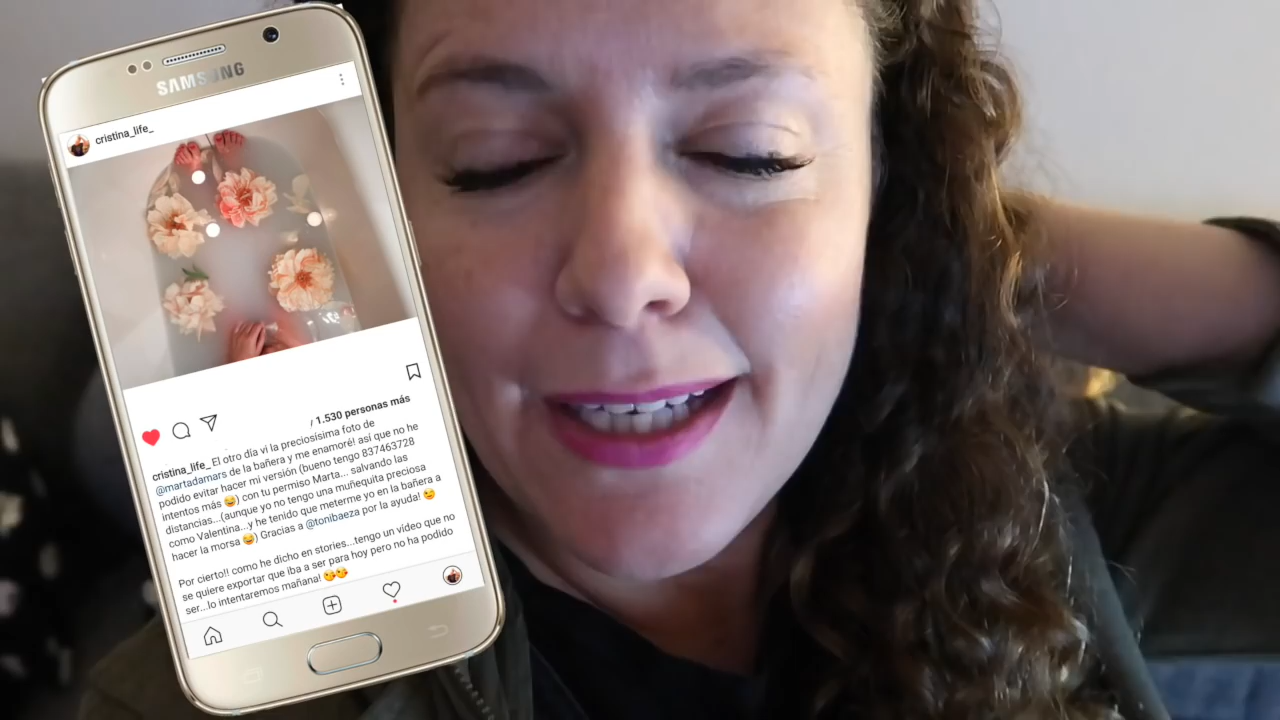 SAMSUNG
cristina_life_
/ 1.530 personas más
cristina_life_ El otro día vi la preciosísima foto de
@martadamars de la bañera y me enamoré! así que no he
podido evitar hacer mi versión (bueno tengo 837463728
intentos más 😂) con tu permiso Marta... salvando las
distancias...(aunque yo no tengo una muñequita preciosa
como Valentina...y he tenido que meterme yo en la bañera a
hacer la morsa 😅) Gracias a @tonibaeza por la ayuda! 😉
Por cierto!! como he dicho en stories...tengo un vídeo que no
se quiere exportar que iba a ser para hoy pero no ha podido
ser...lo intentaremos mañana! 🤔🤔